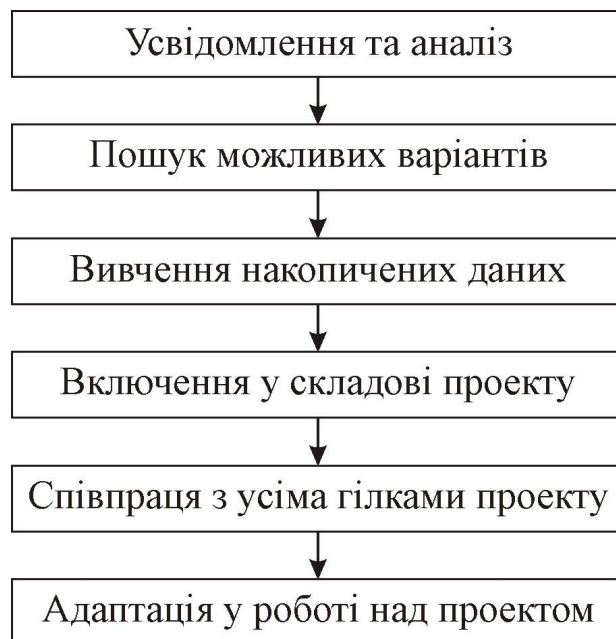 Усвідомлення та аналіз
Пошук можливих варіантів
Вивчення накопичених даних
Включення у складові проекту
Співпраця з усіма гілками проекту
Адаптація у роботі над проектом